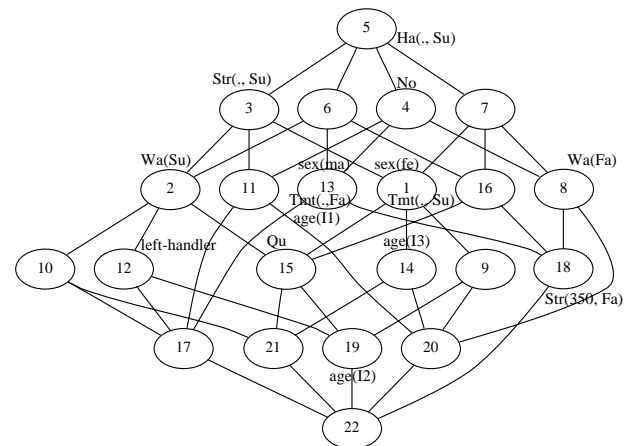 5
Ha(., Su)
Str(., Su)
No
3
6
4
7
Wa(Su)
sex(ma)
sex(fe)
Wa(Fa)
2
11
13
1
16
8
Tmt(.,Fa)
Tmt(., Su)
age(I1)
left-handler
Qu
age(I3)
10
12
15
14
9
18
Str(350, Fa)
17
21
19
20
age(I2)
22